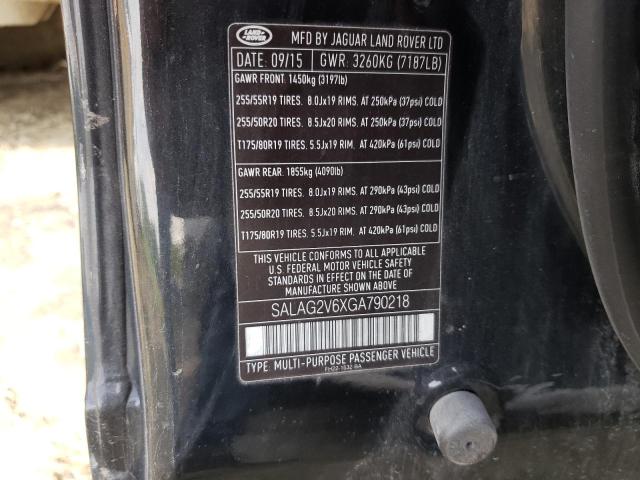 LAND ROVER
MFD BY JAGUAR LAND ROVER LTD
DATE: 09/15 GWR: 3260KG (7187LB)
GAWR FRONT: 1450kg (3197lb)
255/55R19 TIRES. 8.0Jx19 RIMS. AT 250kPa (37psi) COLD
255/50R20 TIRES. 8.5Jx20 RIMS. AT 250kPa (37psi) COLD
T175/80R19 TIRES. 5.5Jx19 RIM. AT 420kPa (61psi) COLD
GAWR REAR. 1855kg (4090lb)
255/55R19 TIRES. 8.0Jx19 RIMS. AT 290kPa (43psi) COLD
255/50R20 TIRES. 8.5Jx20 RIMS. AT 290kPa (43psi) COLD
T175/80R19 TIRES. 5.5Jx19 RIM. AT 420kPa (61psi) COLD
THIS VEHICLE CONFORMS TO ALL APPLICABLE
U.S. FEDERAL MOTOR VEHICLE SAFETY
STANDARDS IN EFFECT ON THE DATE OF
MANUFACTURE SHOWN ABOVE
SALAG2V6XGA790218
TYPE: MULTI-PURPOSE PASSENGER VEHICLE